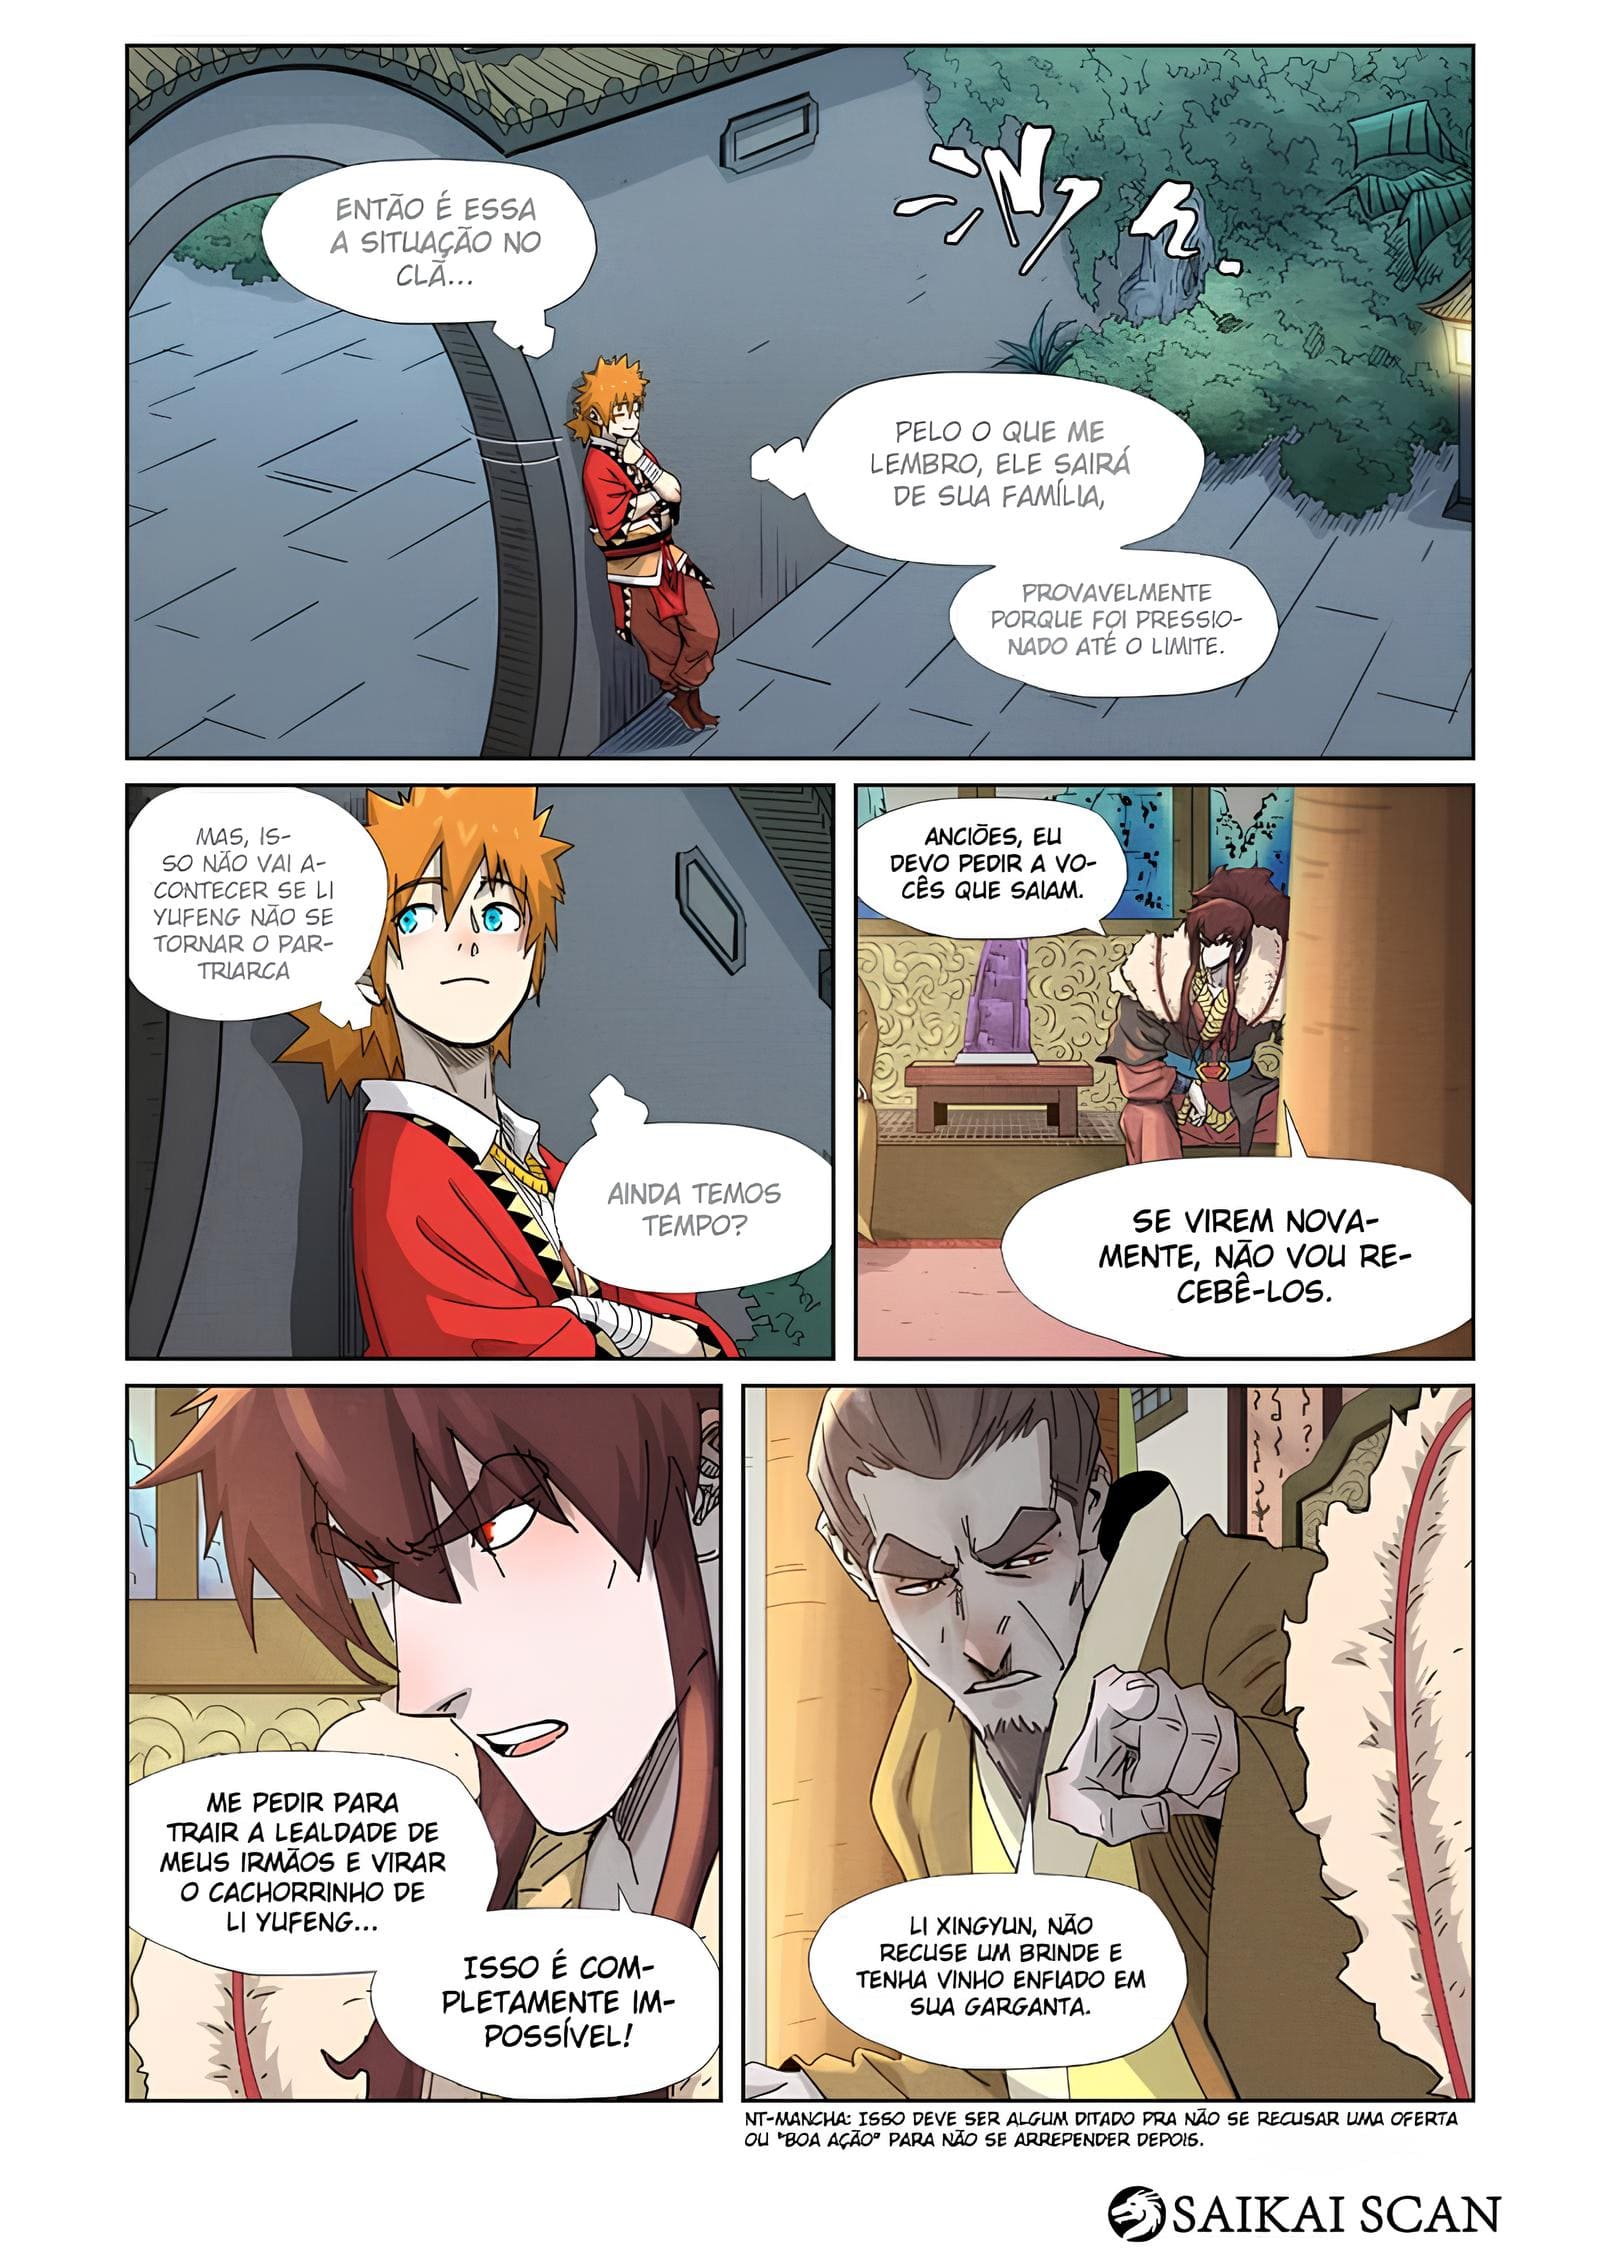 ENTÃO É ESSA
A SITUAÇÃO NO
CLÃ...
PELO O QUE ME
LEMBRO, ELE SAIRÁ
DE SUA FAMÍLIA,
PROVAVELMENTE
PORQUE FOI PRESSIO-
NADO ATÉ O LIMITE.
MAS, IS-
SO NÃO VAI A-
CONTECER SE LI
YUFENG NÃO SE
TORNAR O PAR-
TRIARCA
AINDA TEMOS
TEMPO?
ANCIÕES, EU
DEVO PEDIR A VO-
CÊS QUE SAIAM.
SE VIREM NOVA-
MENTE, NÃO VOU RE-
CEBÊ-LOS.
ME PEDIR PARA
TRAIR A LEALDADE DE
MEUS IRMÃOS E VIRAR
O CACHORRINHO DE
LI YUFENG...
ISSO É COM-
PLETAMENTE IM-
POSSÍVEL!
LI XINGYUN, NÃO
RECUSE UM BRINDE E
TENHA VINHO ENFIADO EM
SUA GARGANTA.
NT-MANCHA: ISSO DEVE SER ALGUM DITADO PRA NÃO SE RECUSAR UMA OFERTA
OU "BOA AÇÃO" PARA NÃO SE ARREPENDER DEPOIS.
SAIKAI SCAN